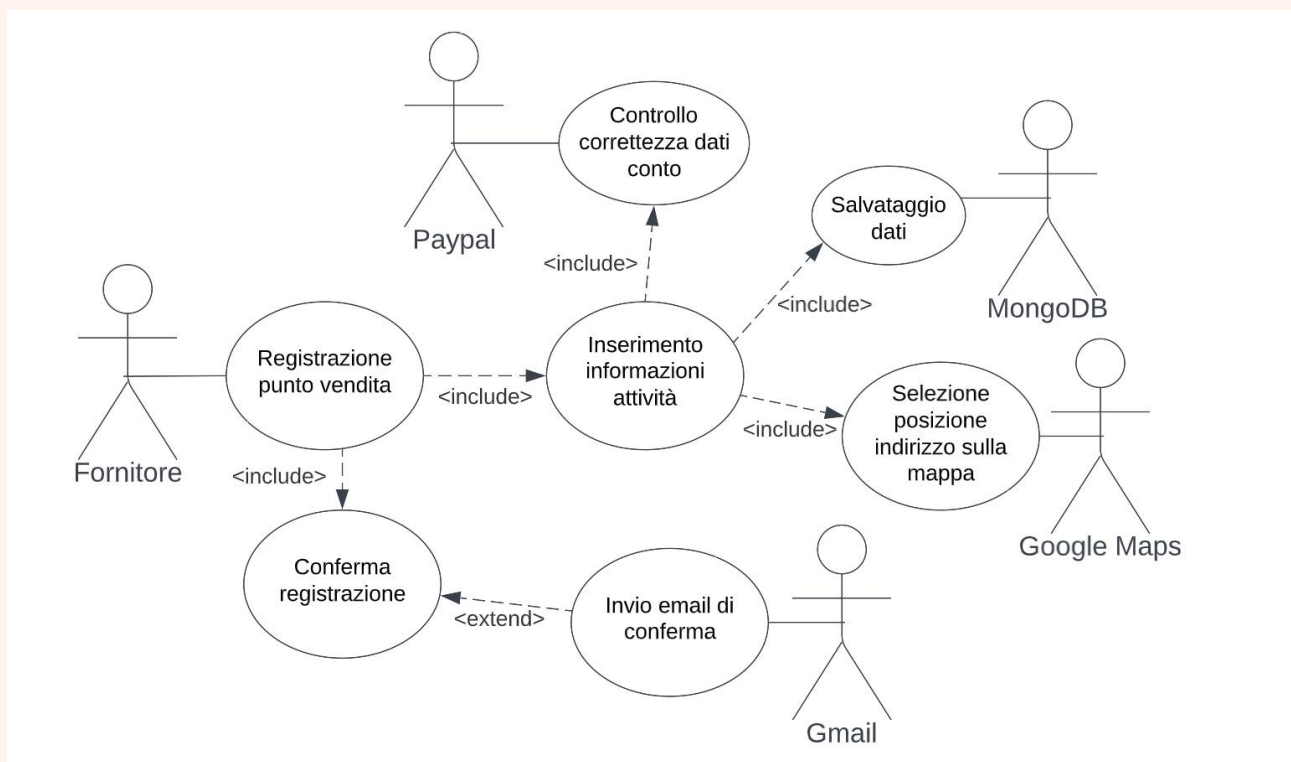 Controllo
correttezza dati
conto
Paypal
Salvataggio
dati
MongoDB
<include>
<include>
Fornitore
Registrazione
punto vendita
<include>
Inserimento
informazioni
attività
<include>
Selezione
posizione
indirizzo sulla
mappa
Google Maps
<include>
Conferma
registrazione
<extend>
Invio email di
conferma
Gmail